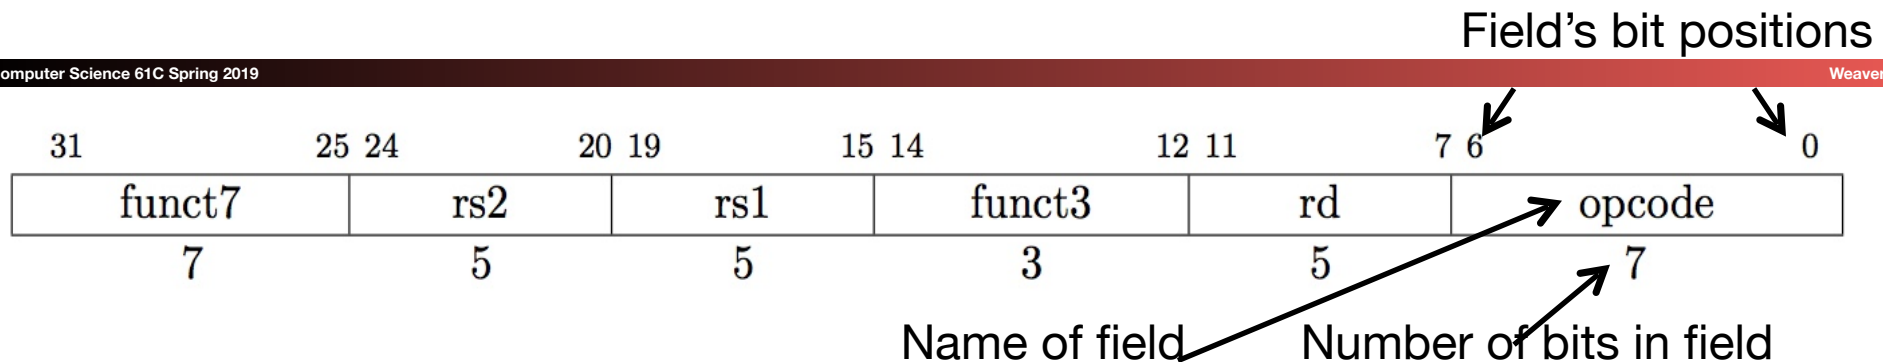 Field's bit positions
omputer Science 61C Spring 2019 Weaver
31 25 24 20 19 15 14 12 11 7 6 0
funct7 rs2 rs1 funct3 rd opcode
7 5 5 3 5 7
Name of field Number of bits in field